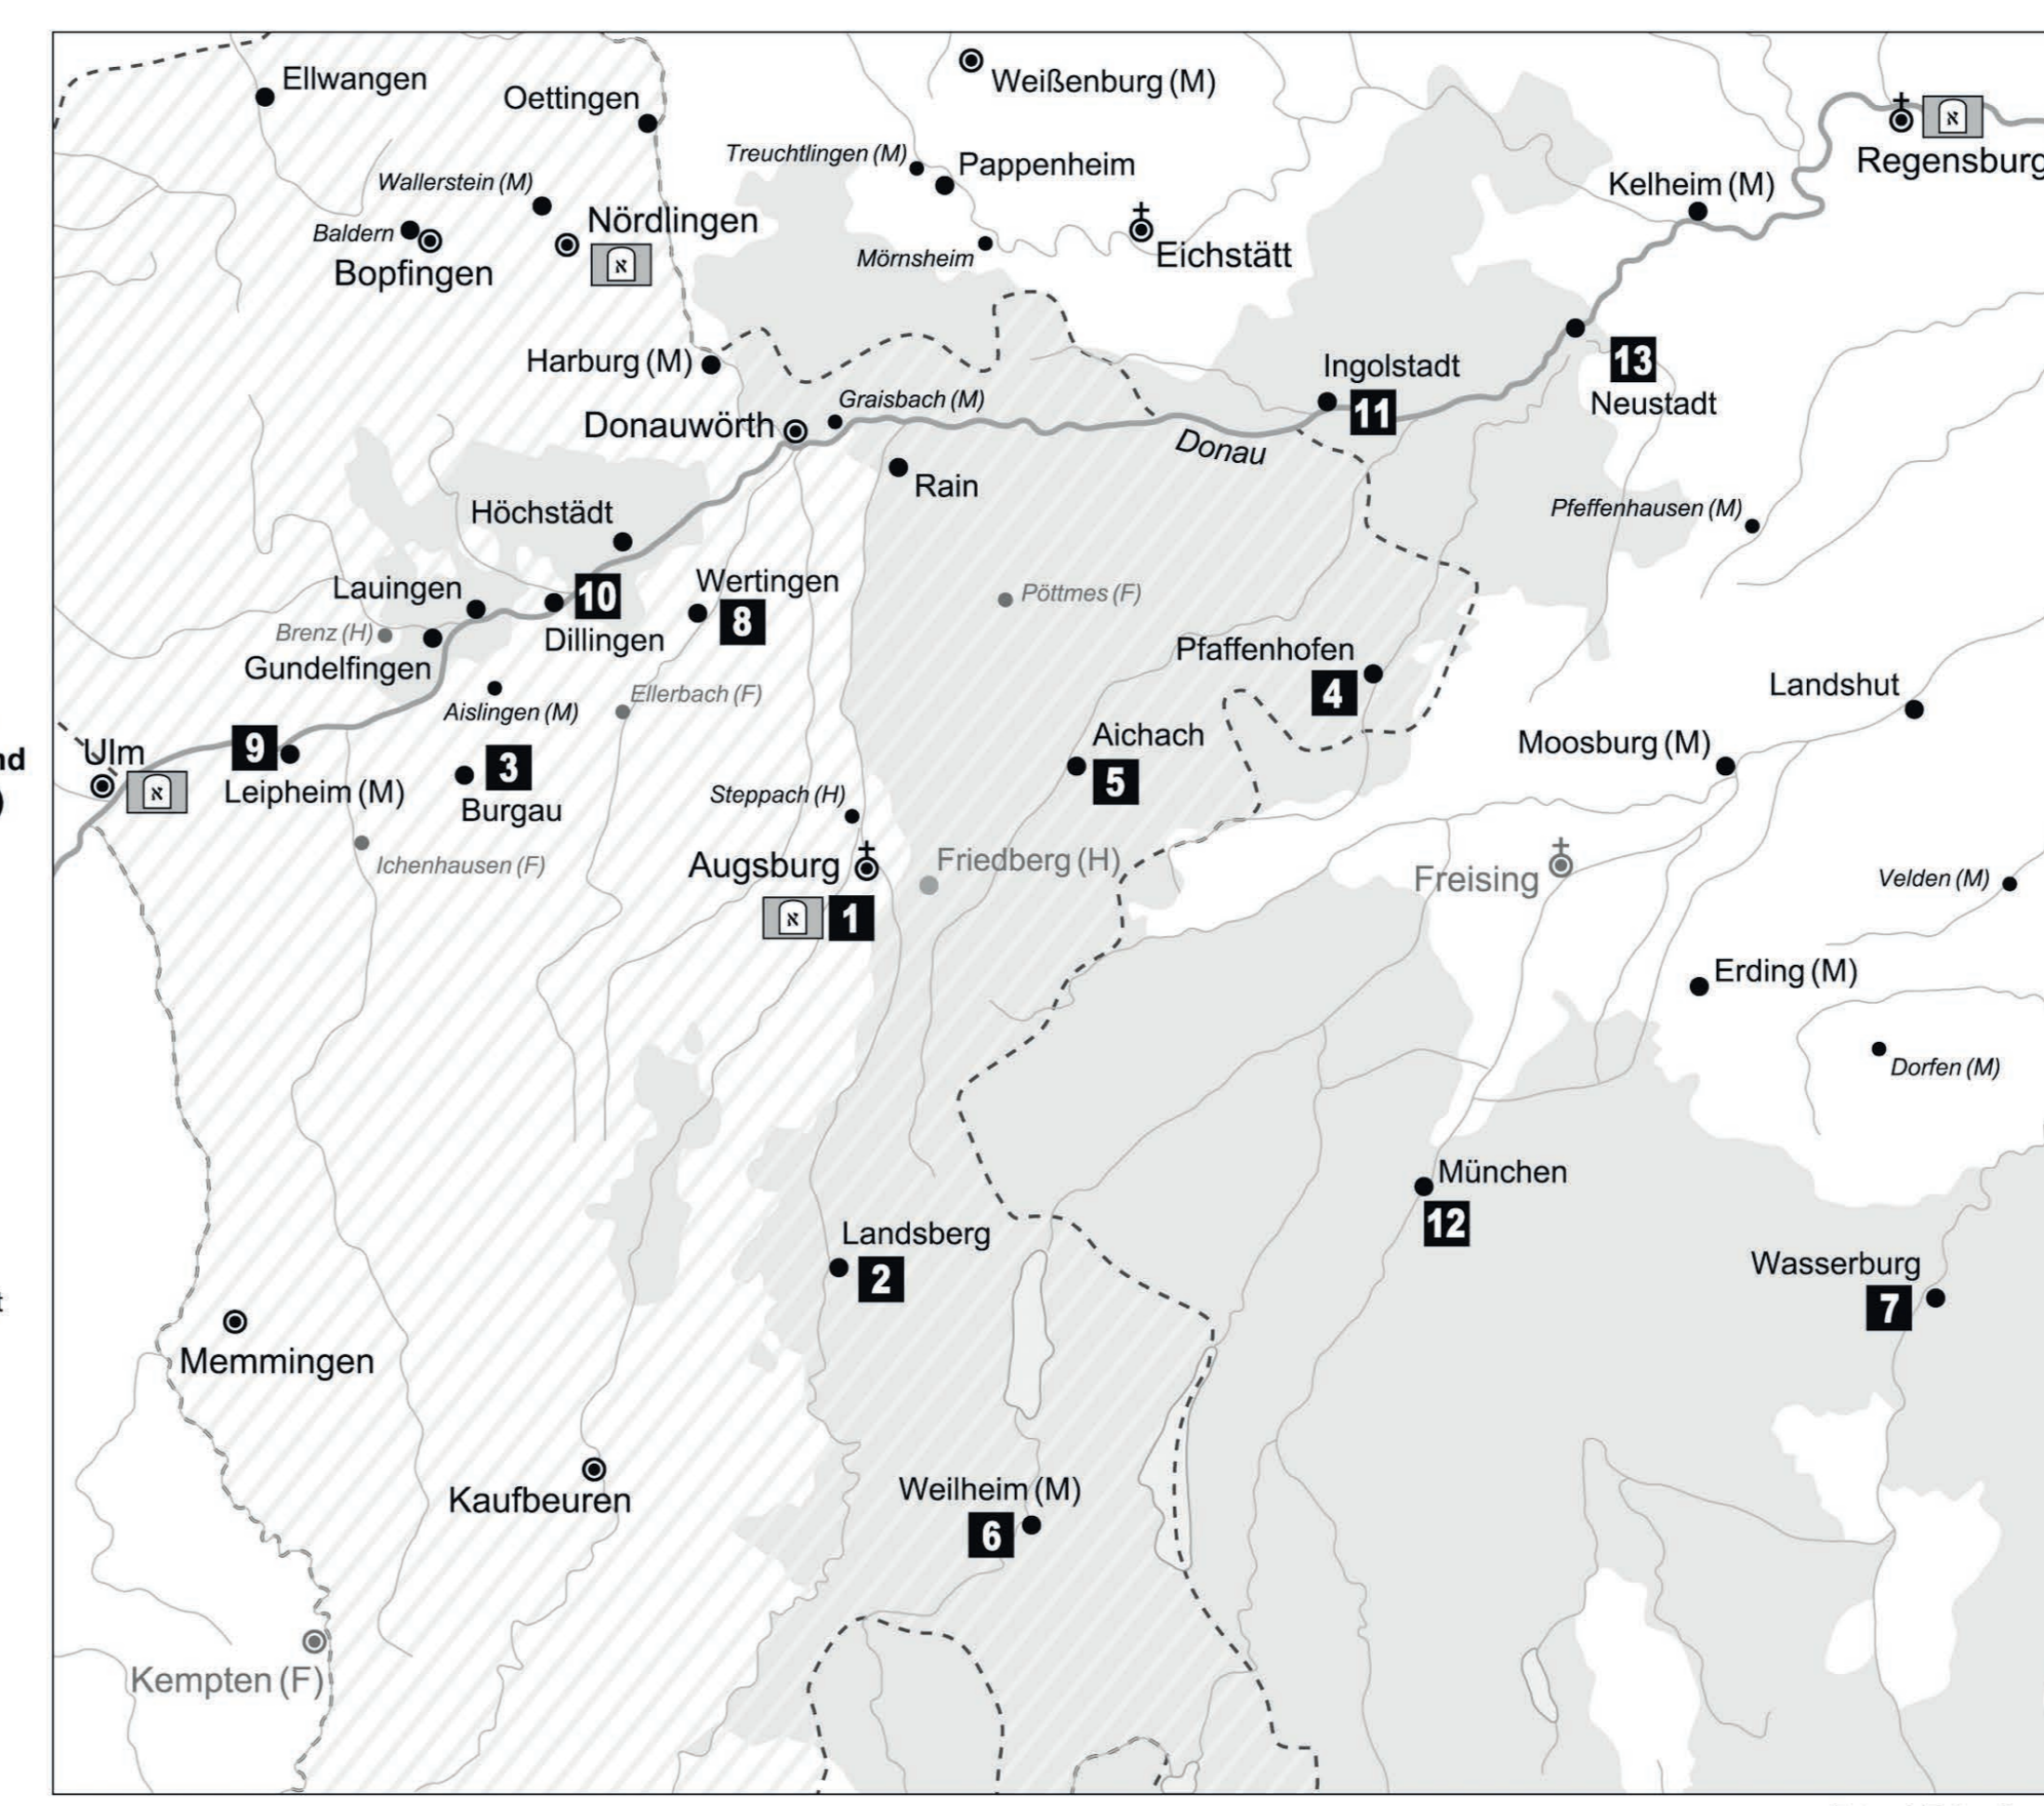 Ellwangen
Oettingen
Weißenburg (M)
Treuchtlingen (M)
Pappenheim
א
Regensburg
Wallerstein (M)
Kelheim (M)
Baldern
Nördlingen
א
Bopfingen
Mörnsheim
Eichstätt
Harburg (M)
Ingolstadt
11
13
Neustadt
Graisbach (M)
Donauwörth
Donau
Rain
Höchstädt
Pfeffenhausen (M)
Lauingen
10
Dillingen
Wertingen
8
Pöttmes (F)
Brenz (H)
Gundelfingen
Pfaffenhofen
4
Aislingen (M)
Ellerbach (F)
Landshut
nd
Ulm
א
9
Leipheim (M)
3
Burgau
Aichach
5
Moosburg (M)
)
Steppach (H)
Ichenhausen (F)
Augsburg
א
1
Friedberg (H)
Freising
Velden (M)
Erding (M)
Dorfen (M)
München
12
Landsberg
2
Wasserburg
7
t
Memmingen
Kaufbeuren
Weilheim (M)
6
Kempten (F)